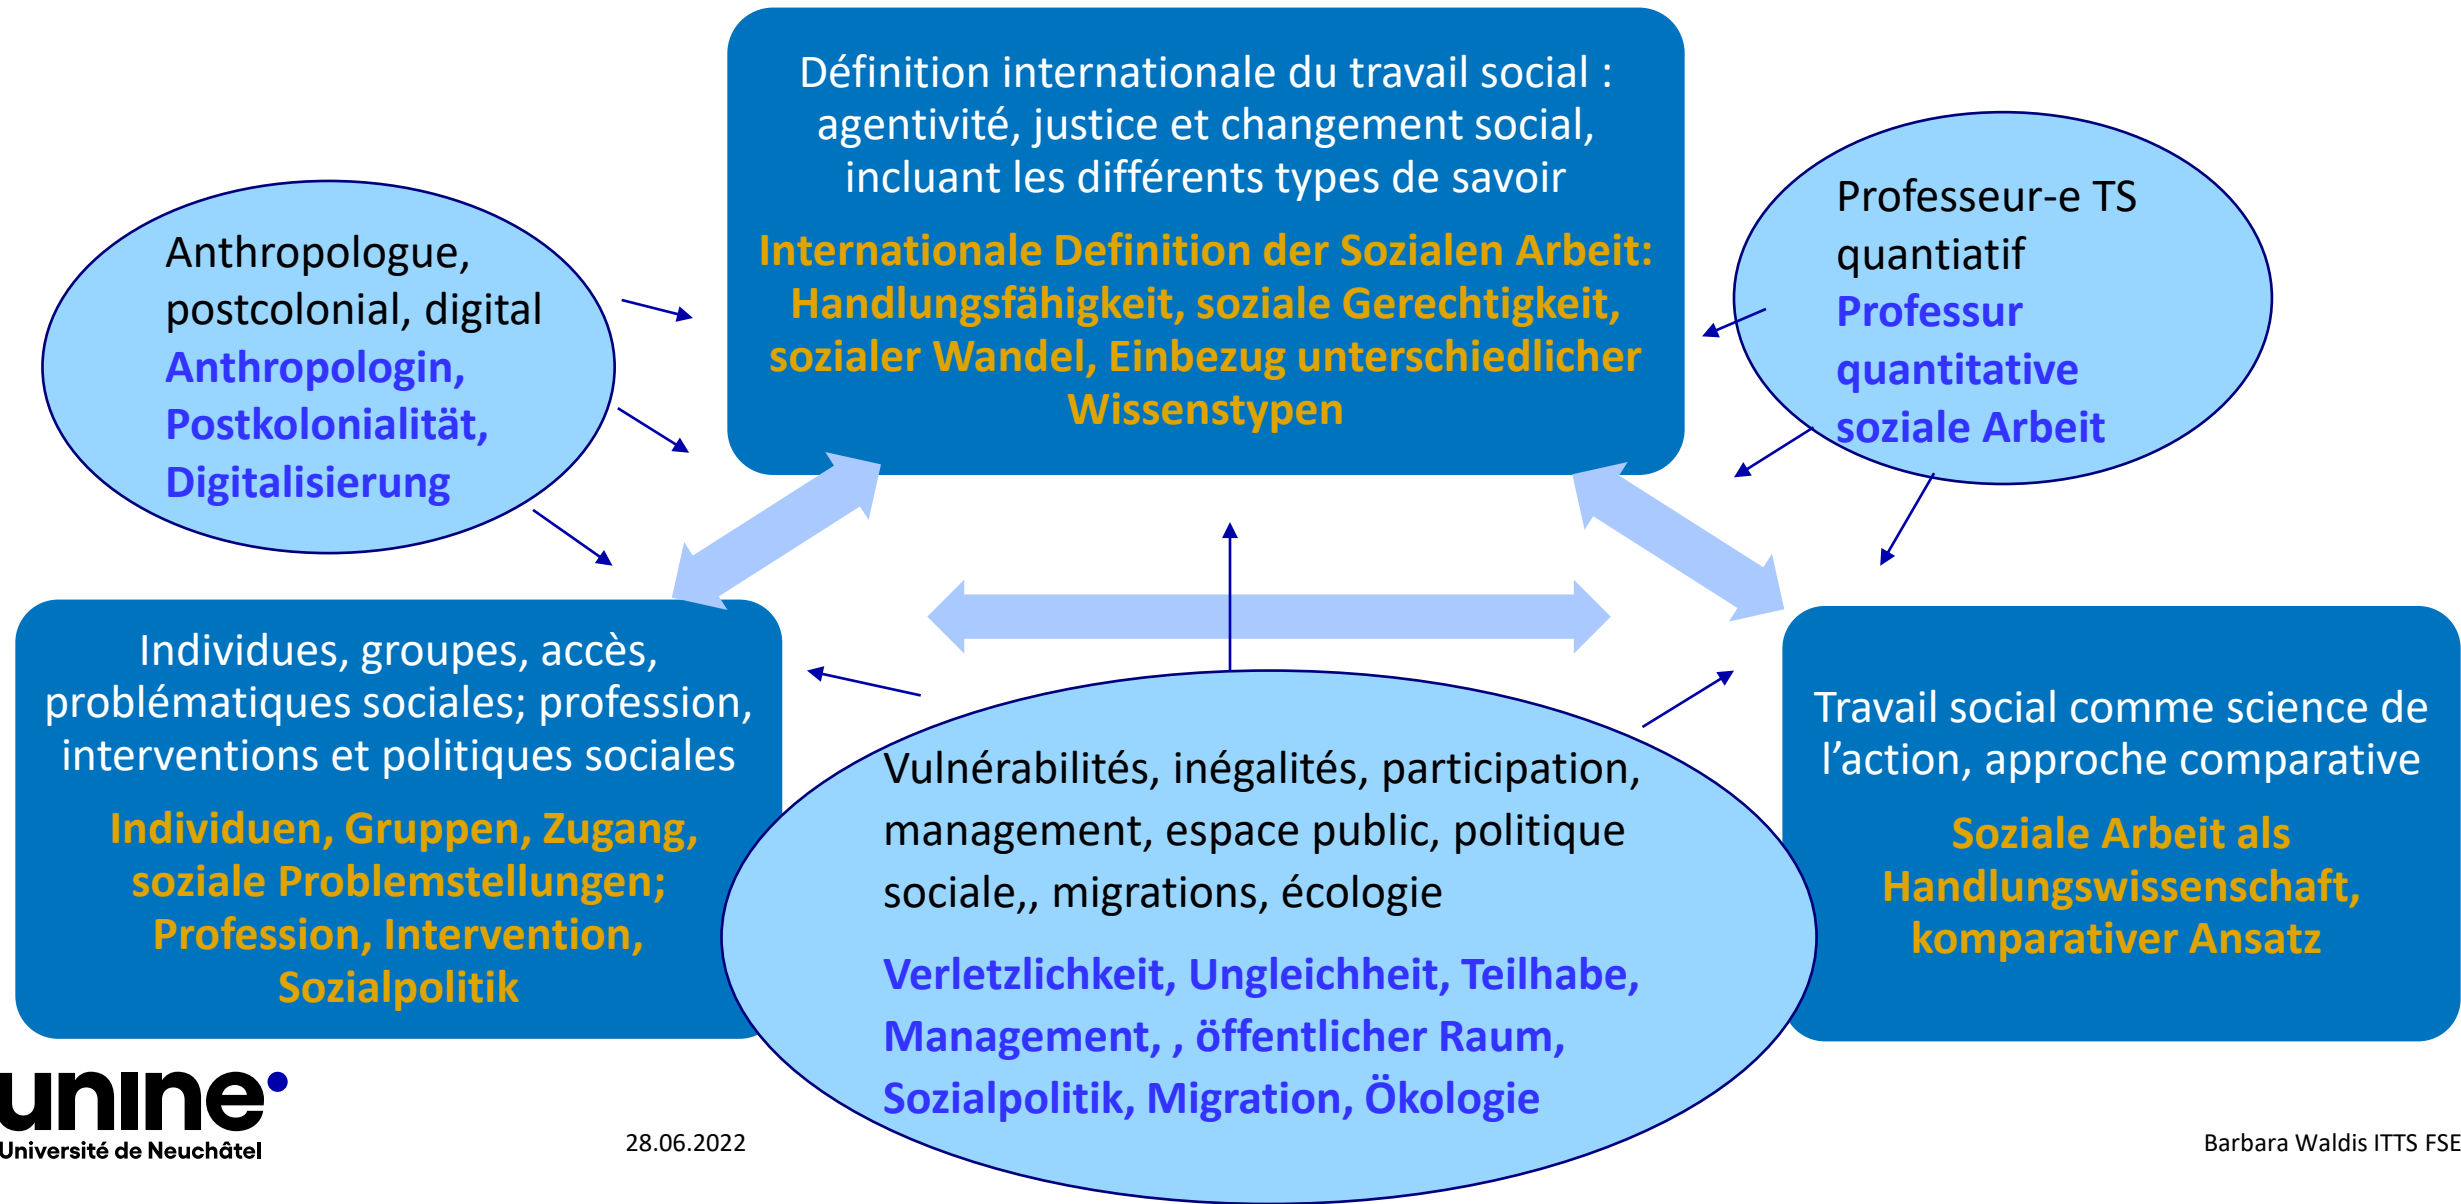 Définition internationale du travail social :
agentivité, justice et changement social,
incluant les différents types de savoir
Internationale Definition der Sozialen Arbeit:
Handlungsfähigkeit, soziale Gerechtigkeit,
sozialer Wandel, Einbezug unterschiedlicher
Wissenstypen
Anthropologue,
postcolonial, digital
Anthropologin,
Postkolonialität,
Digitalisierung
Professeur-e TS
quantiatif
Professur
quantitative
soziale Arbeit
Individues, groupes, accès,
problématiques sociales; profession,
interventions et politiques sociales
Individuen, Gruppen, Zugang,
soziale Problemstellungen;
Profession, Intervention,
Sozialpolitik
Vulnérabilités, inégalités, participation,
management, espace public, politique
sociale,, migrations, écologie
Verletzlichkeit, Ungleichheit, Teilhabe,
Management, , öffentlicher Raum,
Sozialpolitik, Migration, Ökologie
Travail social comme science de
l’action, approche comparative
Soziale Arbeit als
Handlungswissenschaft,
komparativer Ansatz
unine
Université de Neuchâtel
28.06.2022
Barbara Waldis ITTS FSE